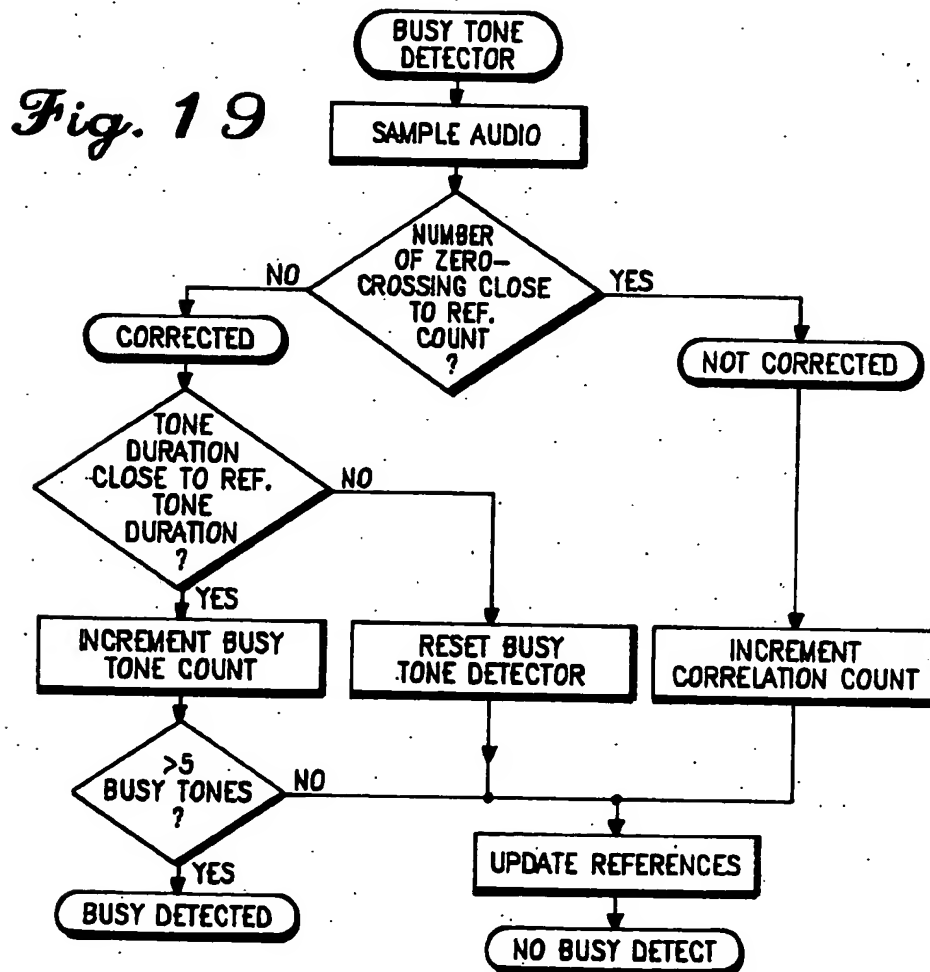 Fig. 19
BUSY TONE
DETECTOR
SAMPLE AUDIO
NUMBER
OF ZERO-
CROSSING CLOSE
TO REF.
COUNT
?
NO
YES
CORRECTED
NOT CORRECTED
TONE
DURATION
CLOSE TO REF.
TONE
DURATION
?
NO
YES
INCREMENT BUSY
TONE COUNT
RESET BUSY
TONE DETECTOR
INCREMENT
CORRELATION COUNT
>5
BUSY TONES
?
NO
YES
UPDATE REFERENCES
BUSY DETECTED
NO BUSY DETECT